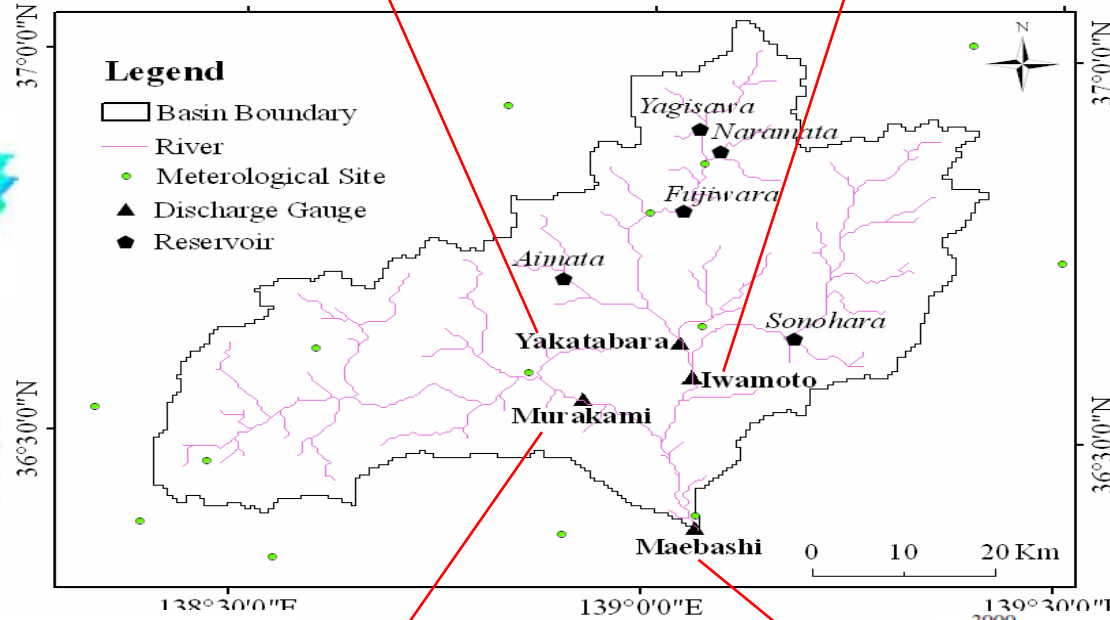 37°0'0"N
37°0'0"N
N
Legend
Basin Boundary
River
Meterological Site
Discharge Gauge
Reservoir
Yagisawa
Naramata
Fujiwara
Aimata
Sonohara
Yakatabara
Iwamoto
Murakami
36°30'0"N
36°30'0"N
Maebashi
0 10 20 Km
138°30'0"E
139°0'0"E
139°30'0"E